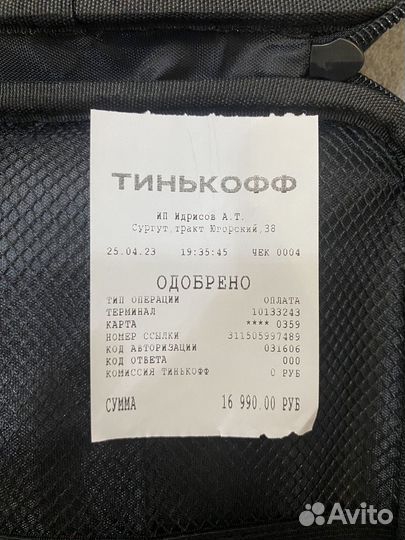 ТИНЬКОФФ
ИП Идрисов А.Т.
Сургут,тракт Югорский,38
25.04.23 19:35:45 ЧЕК 0004
ОДОБРЕНО
ТИП ОПЕРАЦИИ ОПЛАТА
ТЕРМИНАЛ 10133243
КАРТА **** 0359
НОМЕР ССЫЛКИ 311505997489
КОД АВТОРИЗАЦИИ 031606
КОД ОТВЕТА 000
КОМИССИЯ ТИНЬКОФФ 0 РУБ
СУММА 16 990.00 РУБ
Avito